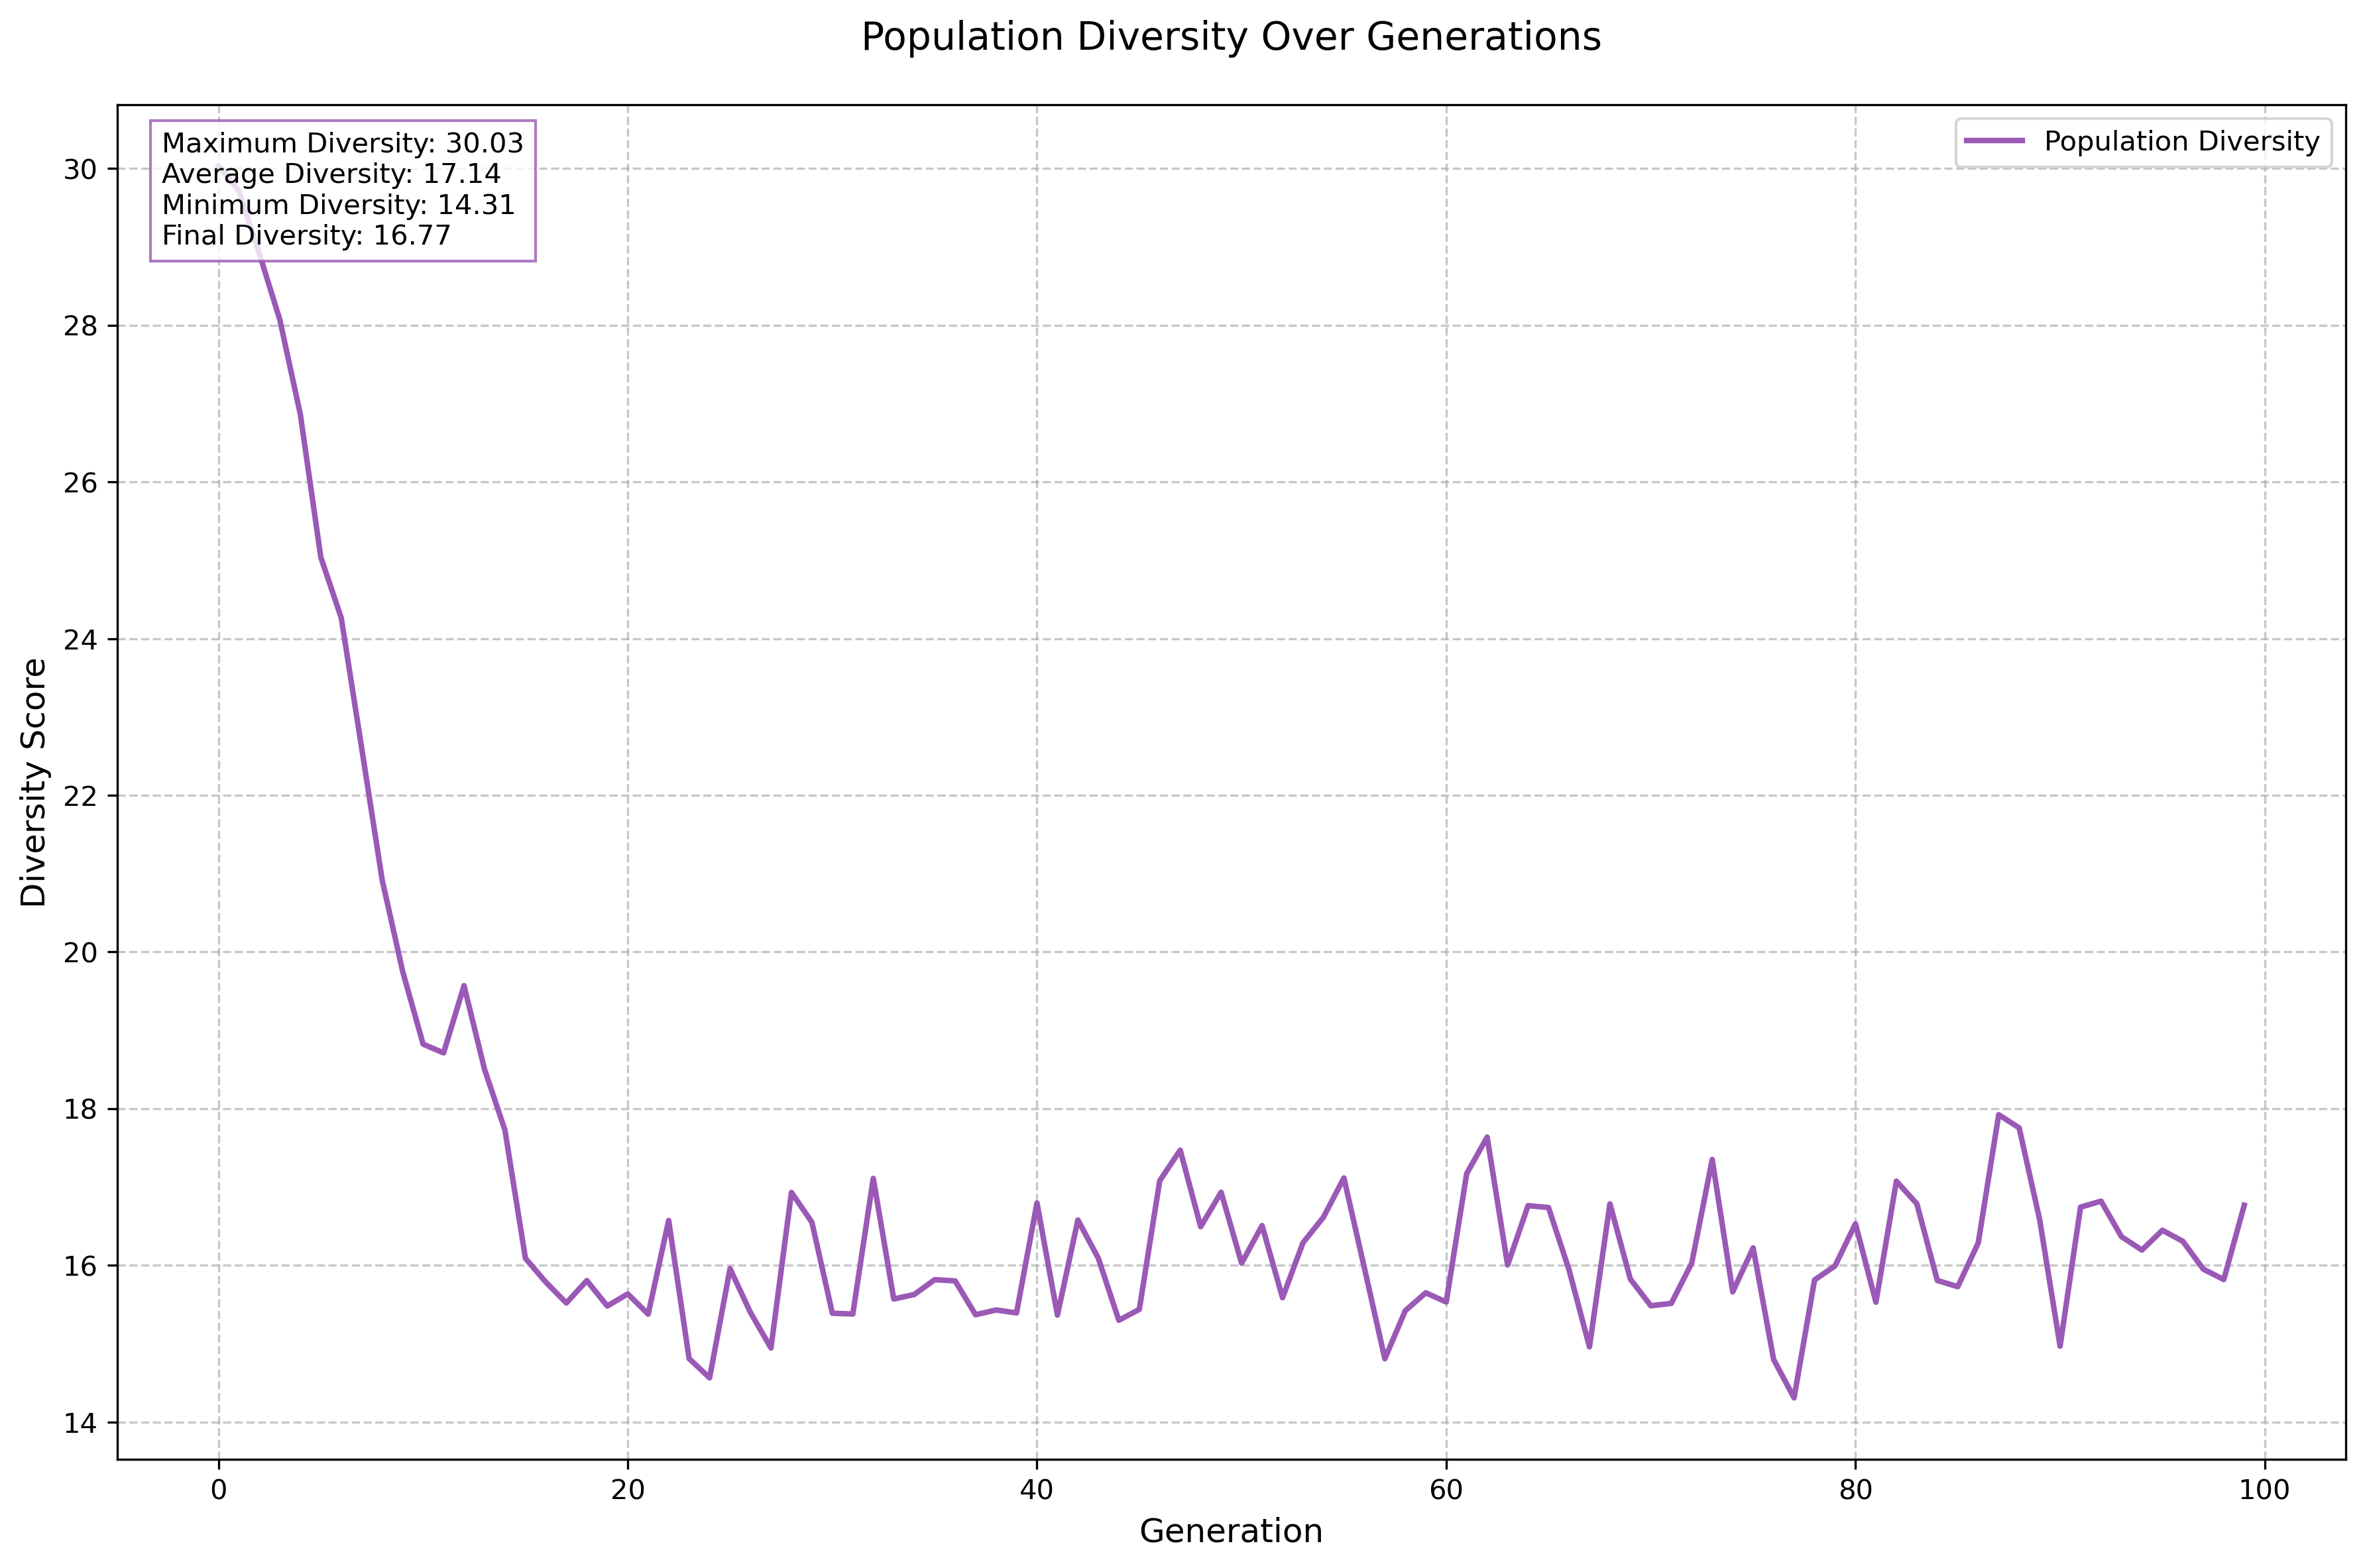 Population Diversity Over Generations
Maximum Diversity: 30.03
Average Diversity: 17.14
Minimum Diversity: 14.31
Final Diversity: 16.77
Population Diversity
30
28
26
24
22
20
18
16
14
Diversity Score
0 20 40 60 80 100
Generation